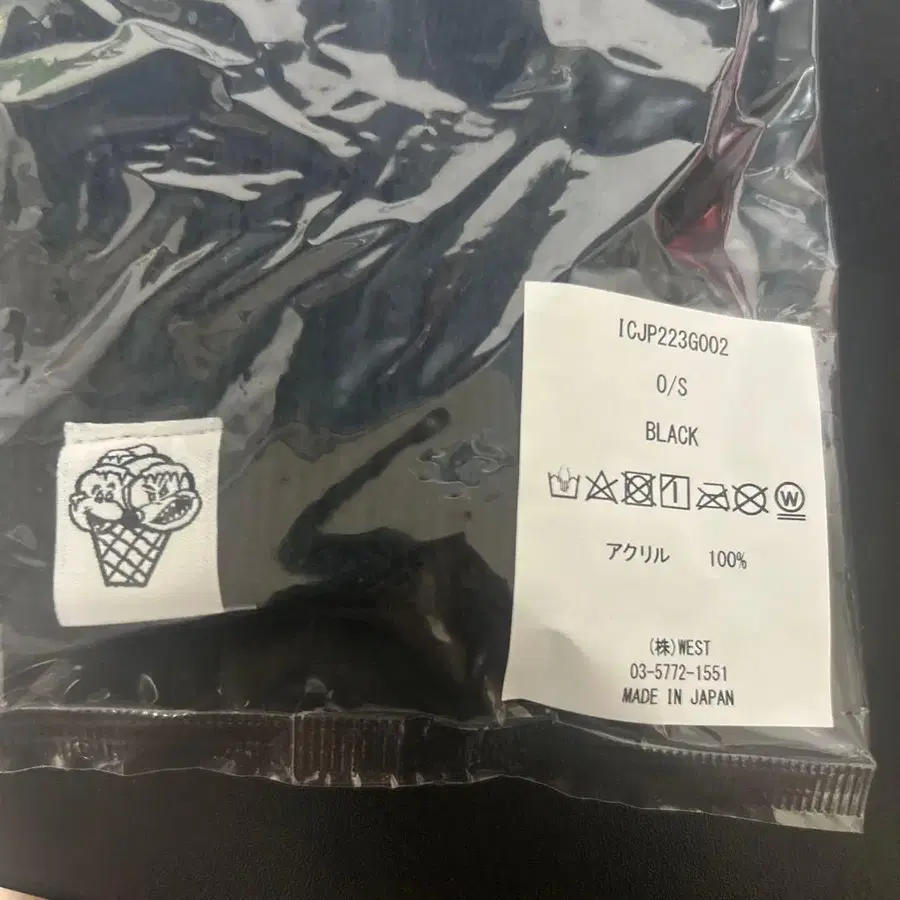 ICJP223G002
O/S
BLACK
W
アクリル 100%
(株)WEST
03-5772-1551
MADE IN JAPAN